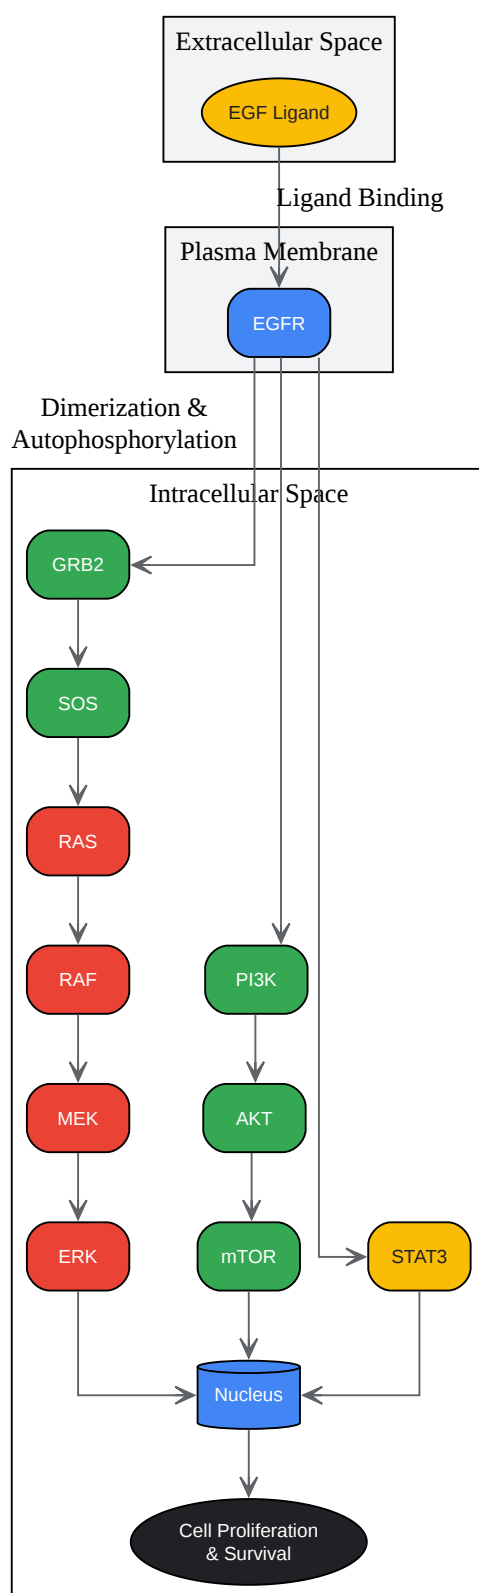 Extracellular Space
EGF Ligand
Ligand Binding
Plasma Membrane
EGFR
Dimerization &
Autophosphorylation
Intracellular Space
GRB2
SOS
RAS
RAF
PI3K
MEK
AKT
ERK
mTOR
STAT3
Nucleus
Cell Proliferation
& Survival